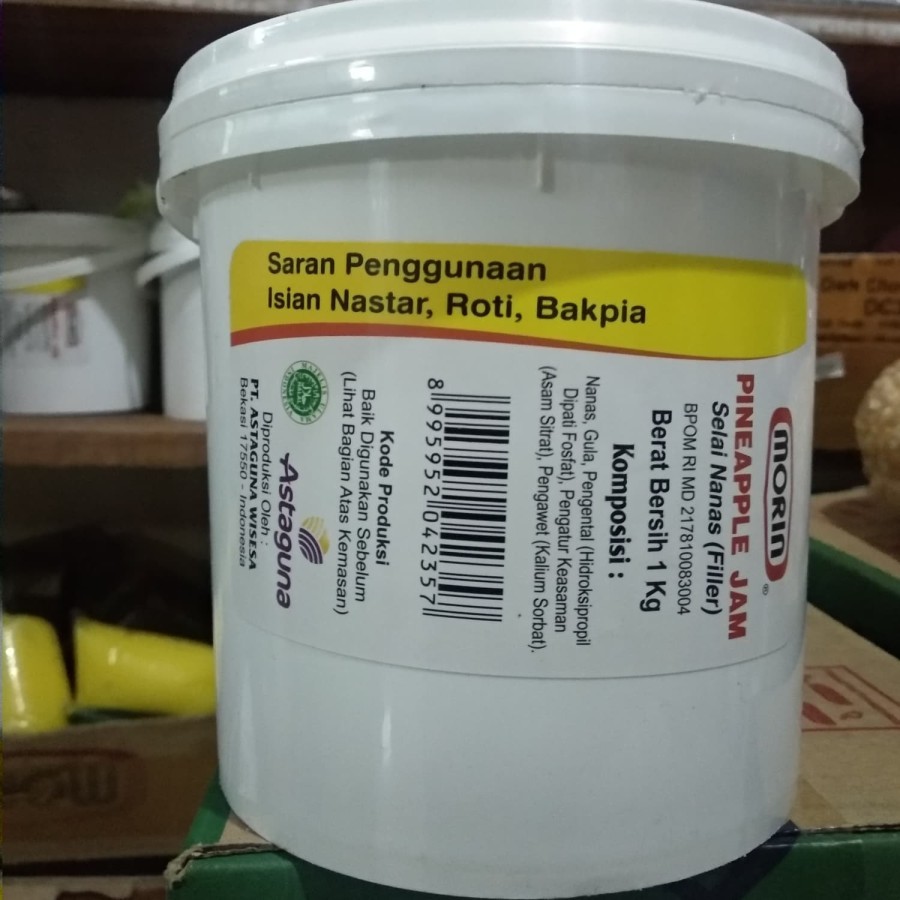 Saran Penggunaan
Isian Nastar, Roti, Bakpia
MORIN
®
PINEAPPLE JAM
Selai Nanas (Filler)
BPOM RI MD 217810083004
Berat Bersih 1 Kg
Komposisi :
Nanas, Gula, Pengental (Hidroksipropil
Dipati Fosfat), Pengatur Keasaman
(Asam Sitrat), Pengawet (Kalium Sorbat).
8 995952 042357
Kode Produksi
Baik Digunakan Sebelum
(Lihat Bagian Atas Kemasan)
Astaguna
Diproduksi Oleh :
PT. ASTAGUNA WISESA
Bekasi 17550 - Indonesia